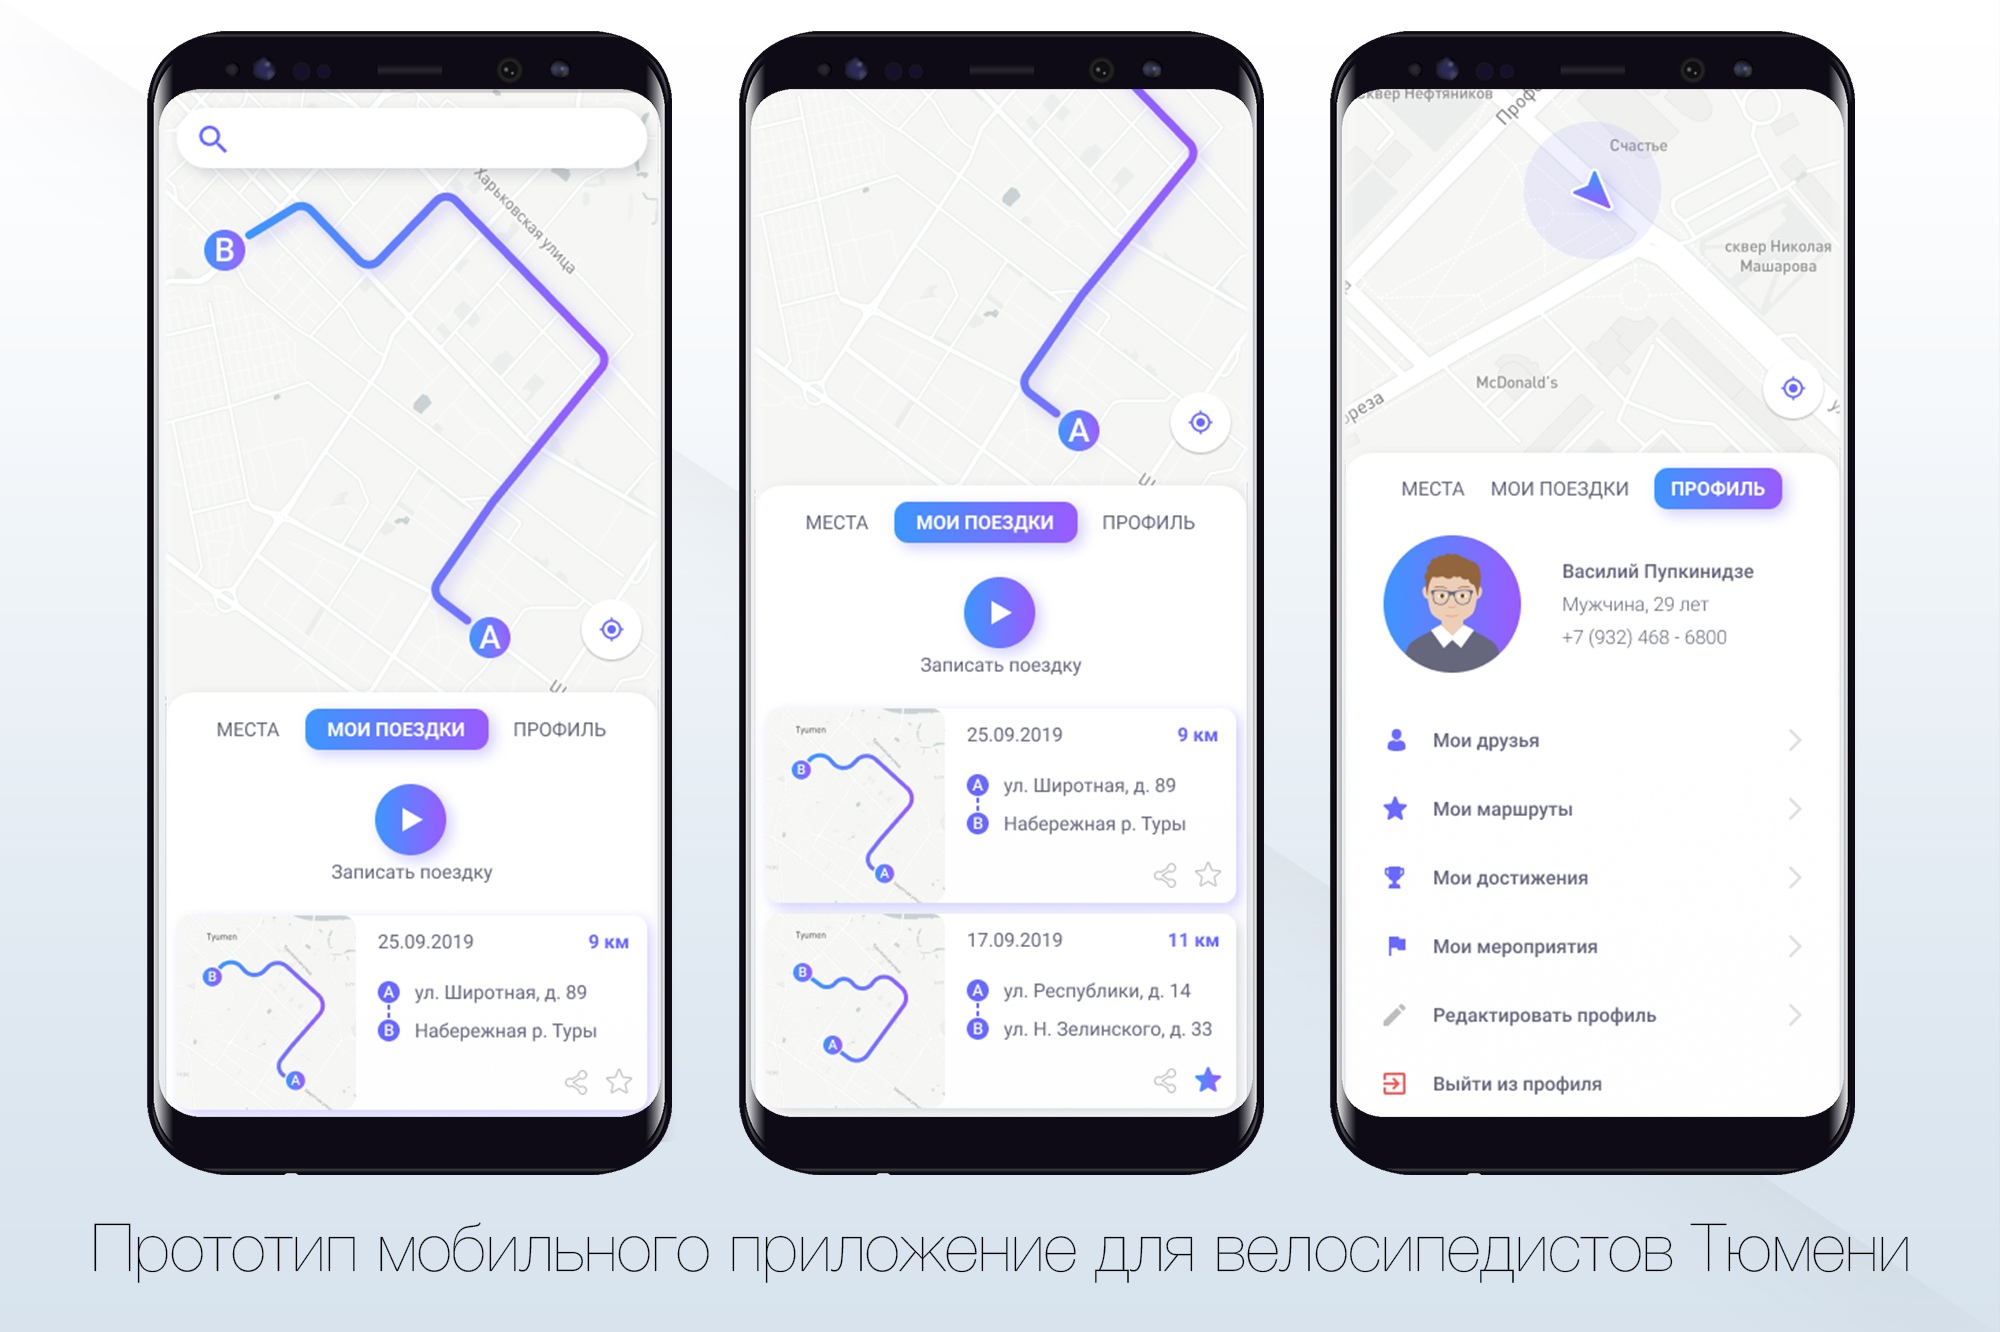 Харьковская улица
B
A
МЕСТА
МОИ ПОЕЗДКИ
ПРОФИЛЬ
Записать поездку
Tyumen
B
A
25.09.2019
9 км
A ул. Широтная, д. 89
B Набережная р. Туры
A
МЕСТА
МОИ ПОЕЗДКИ
ПРОФИЛЬ
Записать поездку
Tyumen
B
A
25.09.2019
9 км
A ул. Широтная, д. 89
B Набережная р. Туры
Tyumen
B
A
17.09.2019
11 км
A ул. Республики, д. 14
B ул. Н. Зелинского, д. 33
сквер Нефтяников
Счастье
сквер Николая
Машарова
McDonald's
МЕСТА
МОИ ПОЕЗДКИ
ПРОФИЛЬ
Василий Пупкинидзе
Мужчина, 29 лет
+7 (932) 468 - 6800
Мои друзья
Мои маршруты
Мои достижения
Мои мероприятия
Редактировать профиль
Выйти из профиля
Прототип мобильного приложение для велосипедистов Тюмени